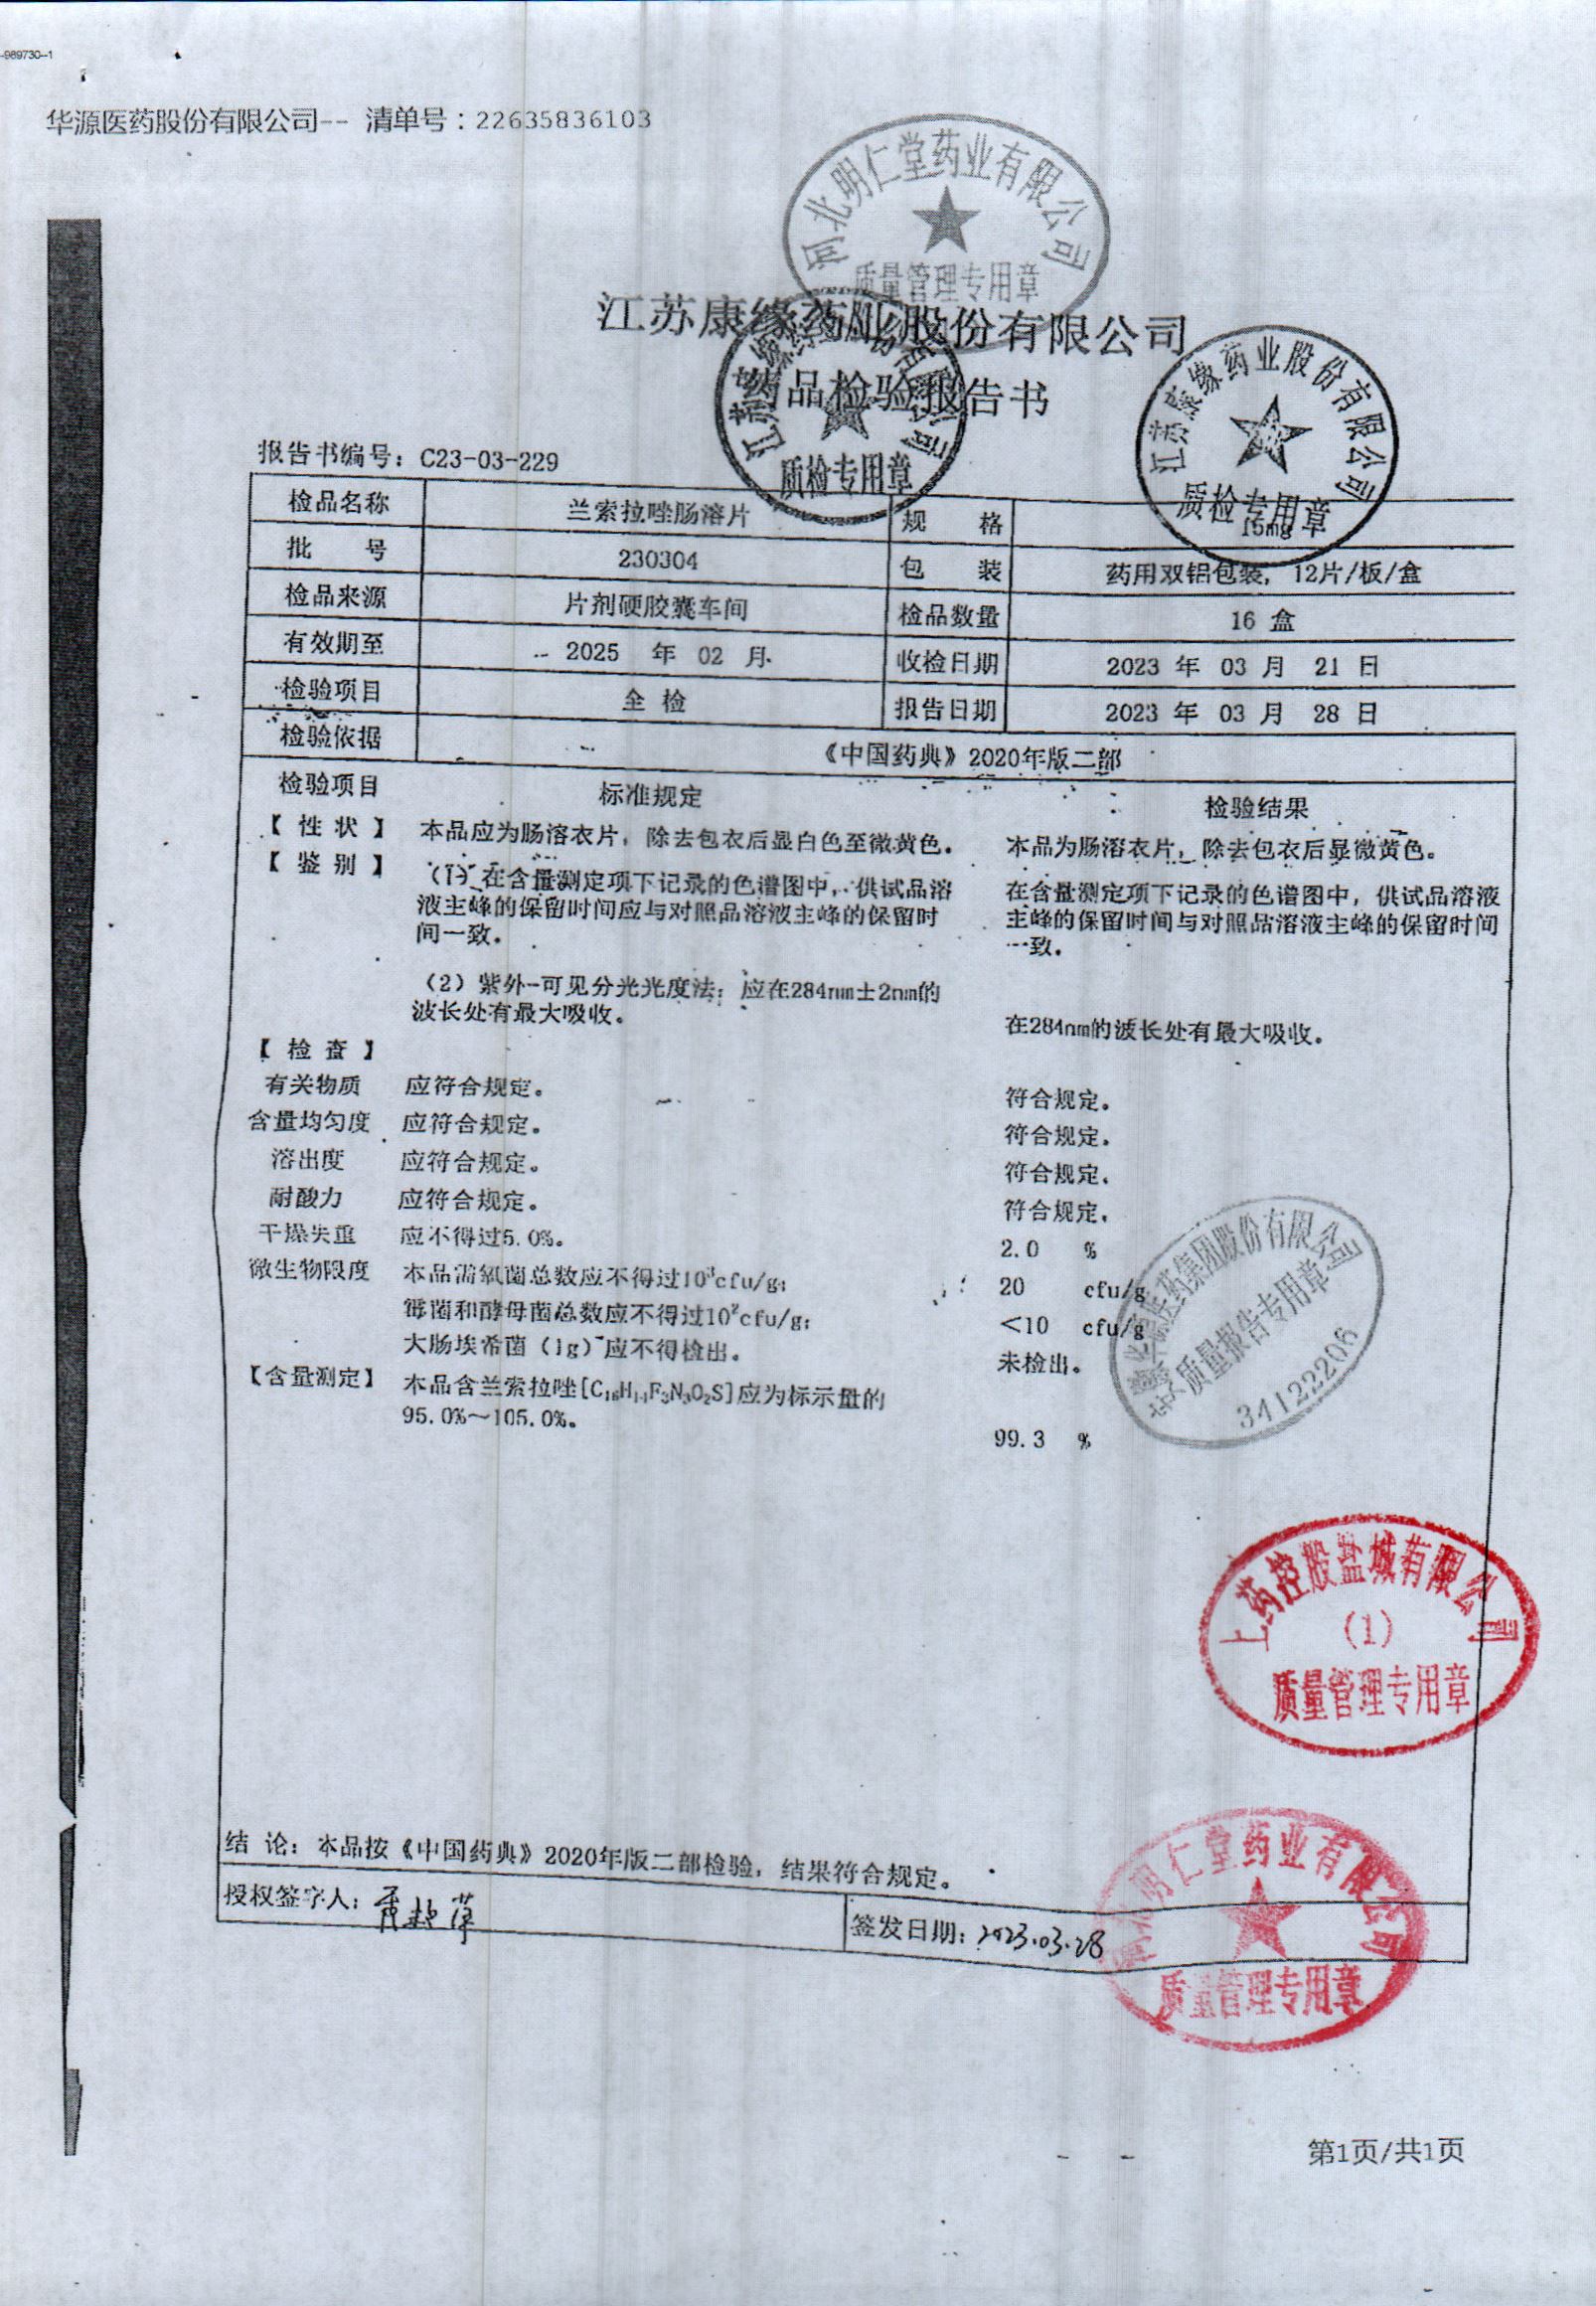 -989730--1
华源医药股份有限公司-- 清单号：22635836103
河北明仁堂药业有限公司
质量管理专用章
江苏康缘药业股份有限公司
药品检验报告书
江苏康缘药业股份有限公司
质检专用章
江苏康缘药业股份有限公司
质检专用章
报告书编号：C23-03-229
检品名称 兰索拉唑肠溶片 规 格 15mg
批 号 230304 包 装 药用双铝包装，12片/板/盒
检品来源 片剂硬胶囊车间 检品数量 16 盒
有效期至 2025 年 02 月 收检日期 2023 年 03 月 21 日
检验项目 全 检 报告日期 2023 年 03 月 28 日
检验依据 《中国药典》2020年版二部
检验项目 标准规定 检验结果
【 性 状 】 本品应为肠溶衣片，除去包衣后显白色至微黄色。 本品为肠溶衣片，除去包衣后显微黄色。
【 鉴 别 】 （1）在含量测定项下记录的色谱图中，供试品溶 在含量测定项下记录的色谱图中，供试品溶液
液主峰的保留时间应与对照品溶液主峰的保留时 主峰的保留时间与对照品溶液主峰的保留时间
间一致。 一致。
（2）紫外-可见分光光度法：应在284nm±2nm的
波长处有最大吸收。 在284nm的波长处有最大吸收。
【 检 查 】
有关物质 应符合规定。 符合规定。
含量均匀度 应符合规定。 符合规定。
溶出度 应符合规定。 符合规定。
耐酸力 应符合规定。 符合规定。
干燥失重 应不得过5.0%。 2.0 %
微生物限度 本品需氧菌总数应不得过10³cfu/g； 20 cfu/g
霉菌和酵母菌总数应不得过10²cfu/g； ＜10 cfu/g
大肠埃希菌（1g）应不得检出。 未检出。
【含量测定】 本品含兰索拉唑[C₁₆H₁₄F₃N₃O₂S]应为标示量的
95.0%～105.0%。 99.3 %
医药集团股份有限公司
质量报告专用章
34122206
上药控股盐城有限公司
（1）
质量管理专用章
结 论：本品按《中国药典》2020年版二部检验，结果符合规定。
授权签字人： 签发日期：2023.03.28
明仁堂药业有限公司
质量管理专用章
第1页/共1页